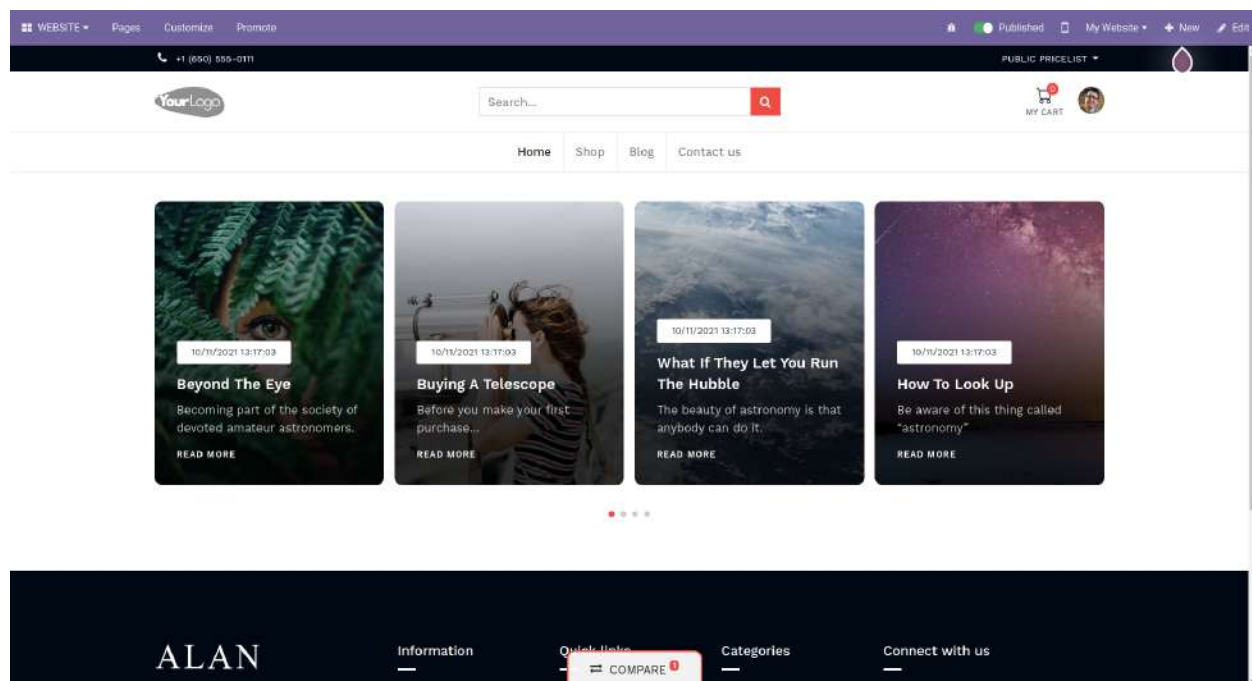 WEBSITE Pages Customize Promote Published My Website New Edit
+1 (650) 555-0111 PUBLIC PRICELIST
YourLogo Search... 0
MY CART
Home Shop Blog Contact us
10/11/2021 13:17:03
Beyond The Eye
Becoming part of the society of
devoted amateur astronomers.
READ MORE
10/11/2021 13:17:03
Buying A Telescope
Before you make your first
purchase...
READ MORE
10/11/2021 13:17:03
What If They Let You Run
The Hubble
The beauty of astronomy is that
anybody can do it.
READ MORE
10/11/2021 13:17:03
How To Look Up
Be aware of this thing called
“astronomy”
READ MORE
ALAN Information Quick links Categories Connect with us
COMPARE 1